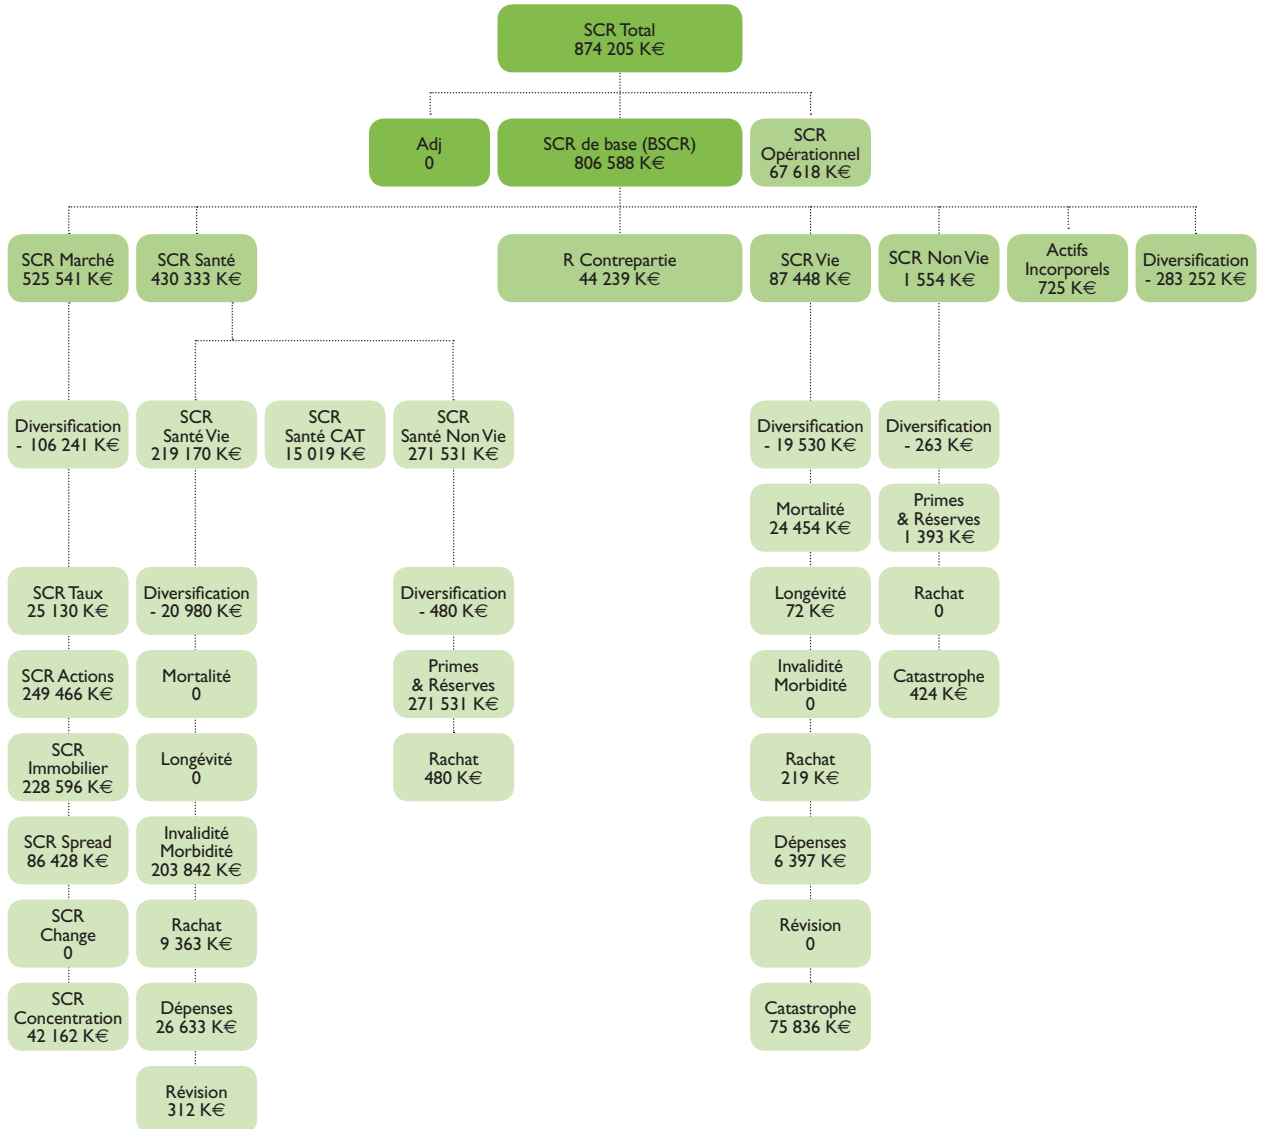 SCR Total
874 205 K€
Adj
0
SCR de base (BSCR)
806 588 K€
SCR
Opérationnel
67 618 K€
SCR Marché
525 541 K€
SCR Santé
430 333 K€
R Contrepartie
44 239 K€
SCR Vie
87 448 K€
SCR Non Vie
1 554 K€
Actifs
Incorporels
725 K€
Diversification
- 283 252 K€
Diversification
- 106 241 K€
SCR
Santé Vie
219 170 K€
SCR
Santé CAT
15 019 K€
SCR
Santé Non Vie
271 531 K€
Diversification
- 19 530 K€
Diversification
- 263 K€
Mortalité
24 454 K€
Primes
& Réserves
1 393 K€
SCR Taux
25 130 K€
Diversification
- 20 980 K€
Diversification
- 480 K€
Longévité
72 K€
Rachat
0
SCR Actions
249 466 K€
Mortalité
0
Primes
& Réserves
271 531 K€
Invalidité
Morbidité
0
Catastrophe
424 K€
SCR
Immobilier
228 596 K€
Longévité
0
Rachat
480 K€
Rachat
219 K€
SCR Spread
86 428 K€
Invalidité
Morbidité
203 842 K€
Dépenses
6 397 K€
SCR
Change
0
Rachat
9 363 K€
Révision
0
SCR
Concentration
42 162 K€
Dépenses
26 633 K€
Catastrophe
75 836 K€
Révision
312 K€